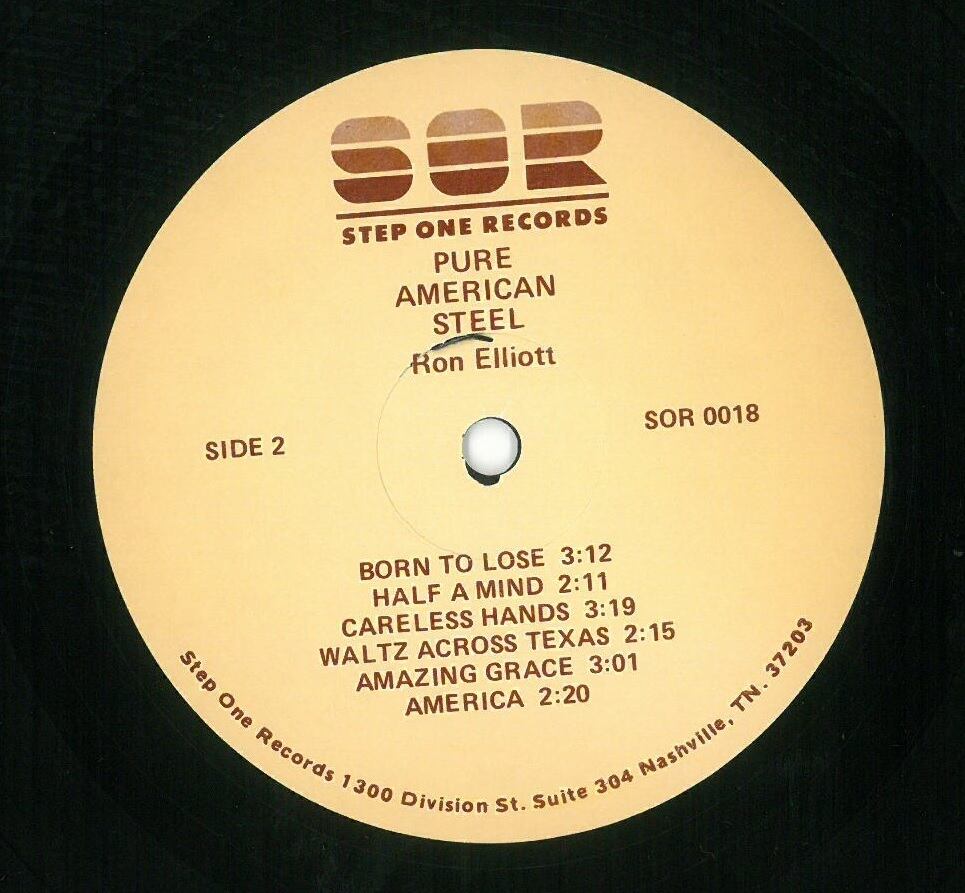 SOR
STEP ONE RECORDS
PURE
AMERICAN
STEEL
Ron Elliott
SIDE 2
SOR 0018
BORN TO LOSE 3:12
HALF A MIND 2:11
CARELESS HANDS 3:19
WALTZ ACROSS TEXAS 2:15
AMAZING GRACE 3:01
AMERICA 2:20
Step One Records 1300 Division St. Suite 304 Nashville, TN. 37203